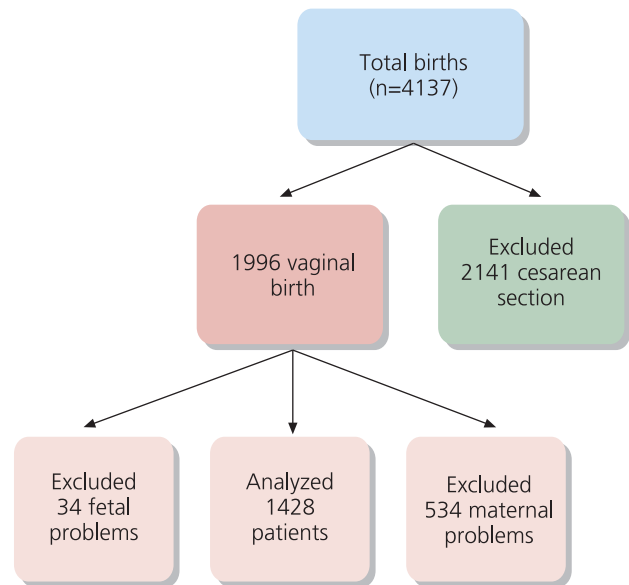 Total births
(n=4137)
1996 vaginal
birth
Excluded
2141 cesarean
section
Excluded
34 fetal
problems
Analyzed
1428
patients
Excluded
534 maternal
problems